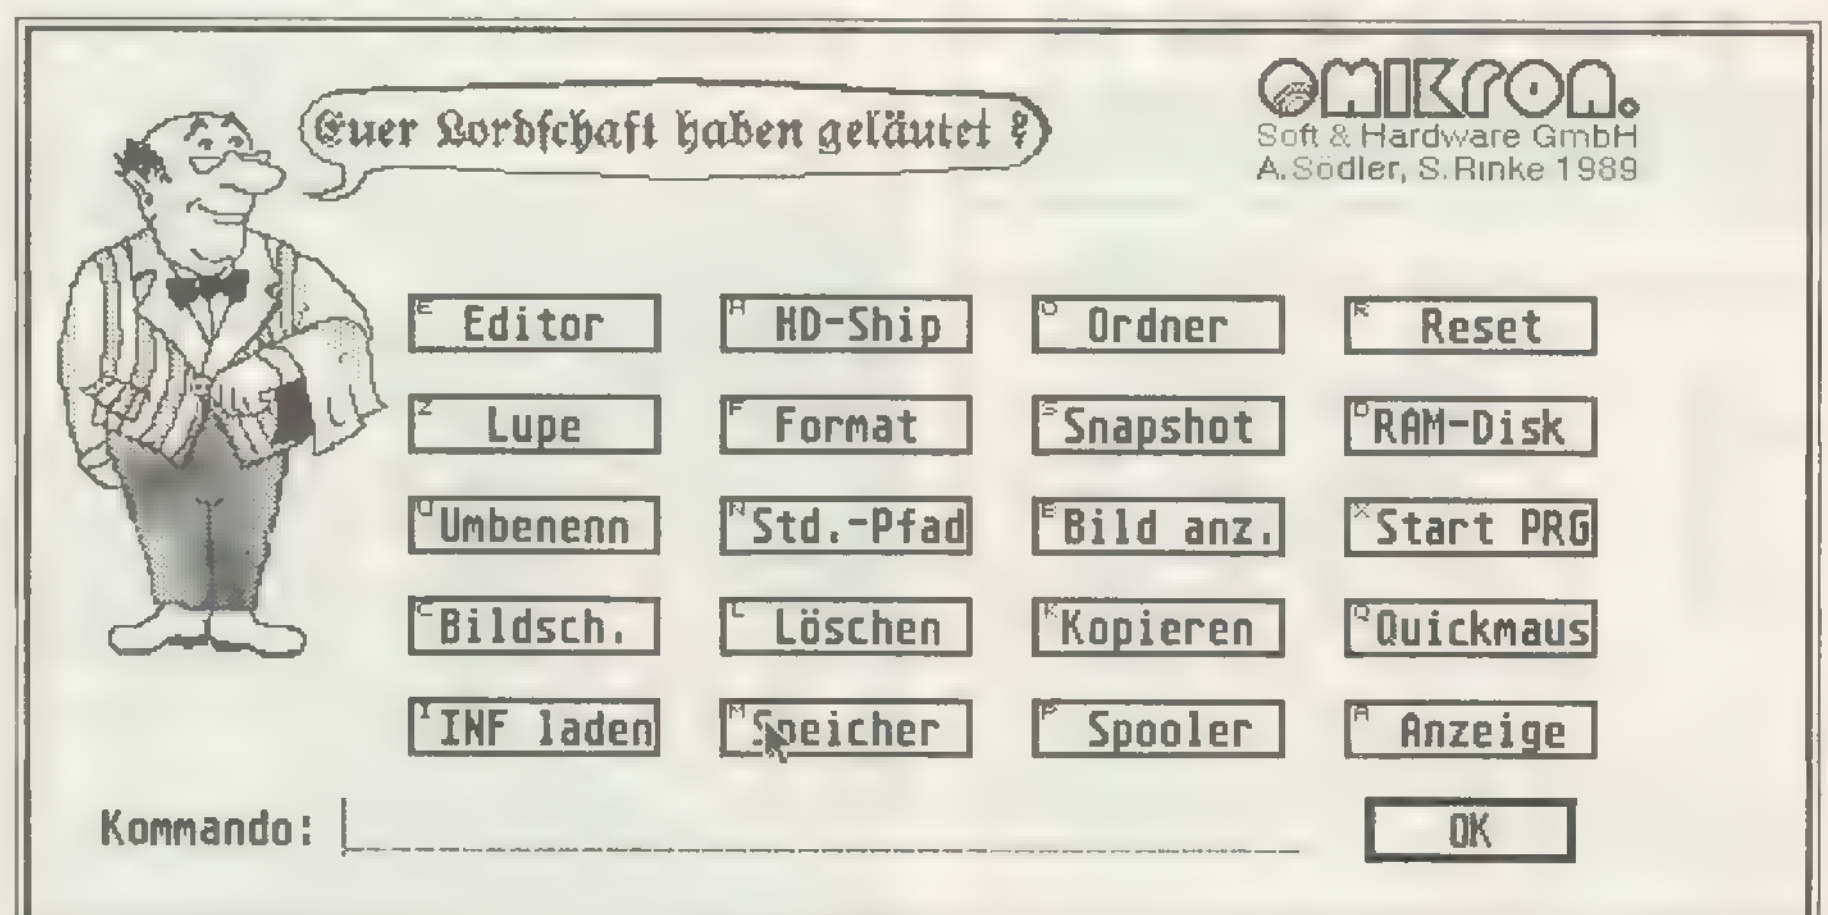 Euer Lordschaft haben geläutet ?
OMIKRON.
Soft & Hardware GmbH
A.Södler, S.Rinke 1989
E Editor
H HD-Ship
O Ordner
R Reset
Z Lupe
F Format
S Snapshot
D RAM-Disk
U Umbenenn
N Std.-Pfad
B Bild anz.
X Start PRG
C Bildsch.
L Löschen
K Kopieren
Q Quickmaus
I INF laden
M Speicher
P Spooler
A Anzeige
Kommando:
OK